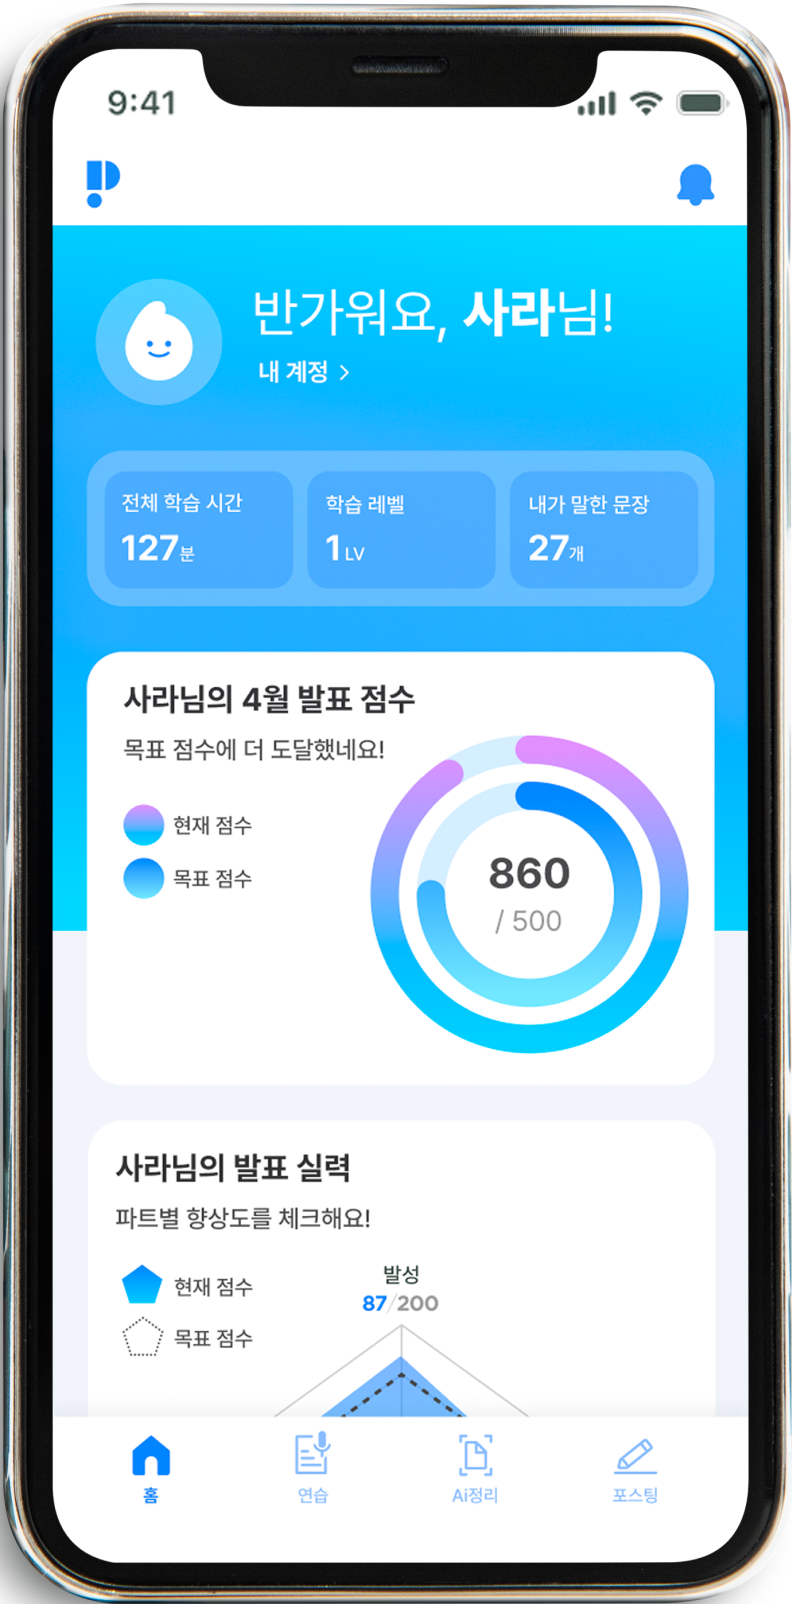 9:41
반가워요, 사라님!
내 계정 >
전체 학습 시간
127분
학습 레벨
1 LV
내가 말한 문장
27개
사라님의 4월 발표 점수
목표 점수에 더 도달했네요!
현재 점수
목표 점수
860
/ 500
사라님의 발표 실력
파트별 향상도를 체크해요!
현재 점수
목표 점수
발성
87/200
홈
연습
Ai정리
포스팅